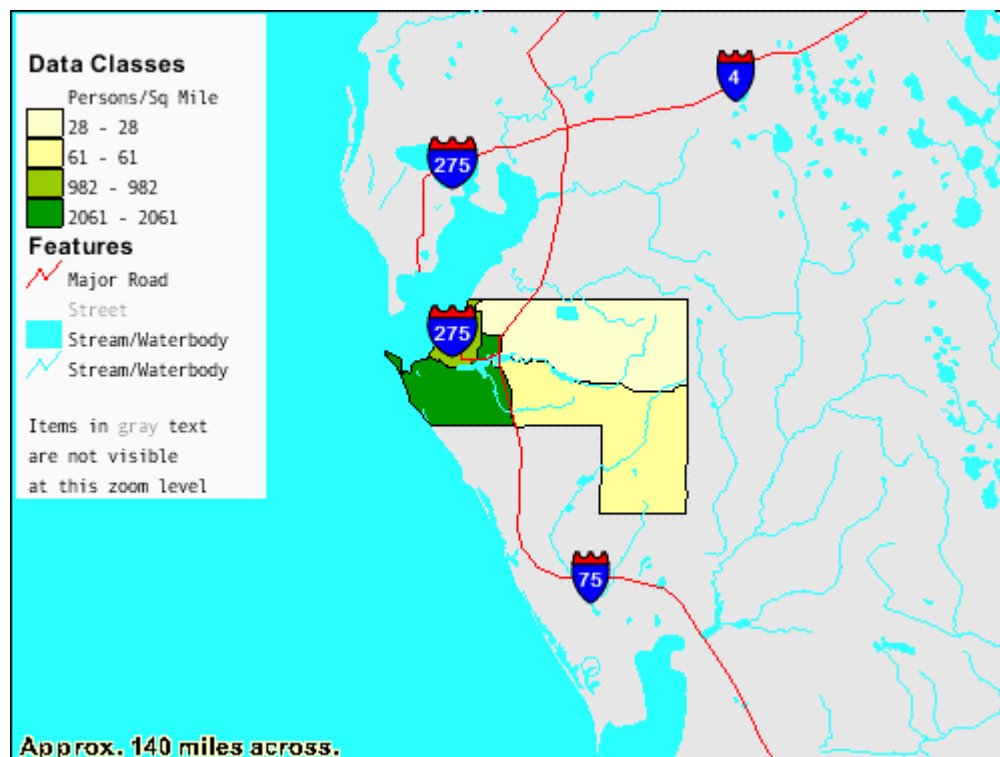 Data Classes
Persons/Sq Mile
28 - 28
61 - 61
982 - 982
2061 - 2061
Features
Major Road
Street
Stream/Waterbody
Stream/Waterbody
Items in gray text
are not visible
at this zoom level
4
275
275
75
Approx. 140 miles across.